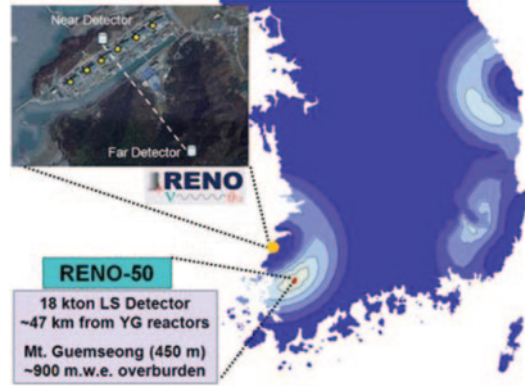 Near Detector
Far Detector
RENO
RENO-50
18 kton LS Detector
~47 km from YG reactors
Mt. Guemseong (450 m)
~900 m.w.e. overburden